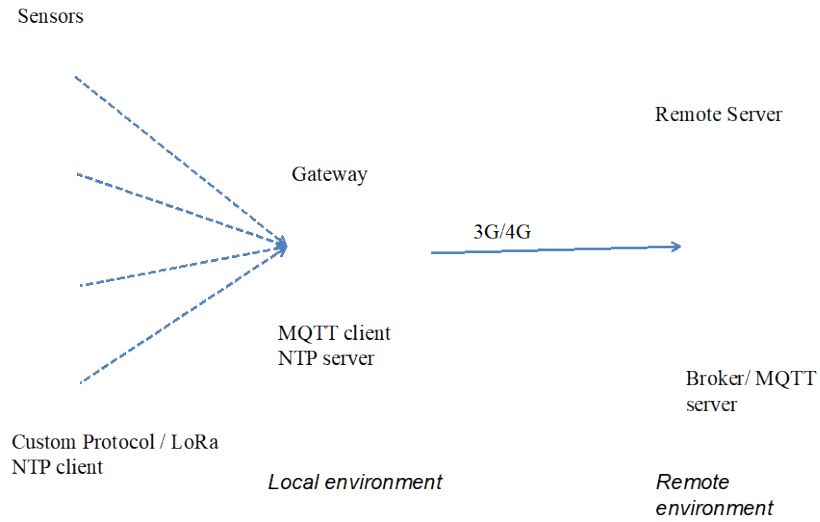 Sensors
Remote Server
Gateway
3G/4G
MQTT client
NTP server
Broker/ MQTT
server
Custom Protocol / LoRa
NTP client
Local environment
Remote
environment